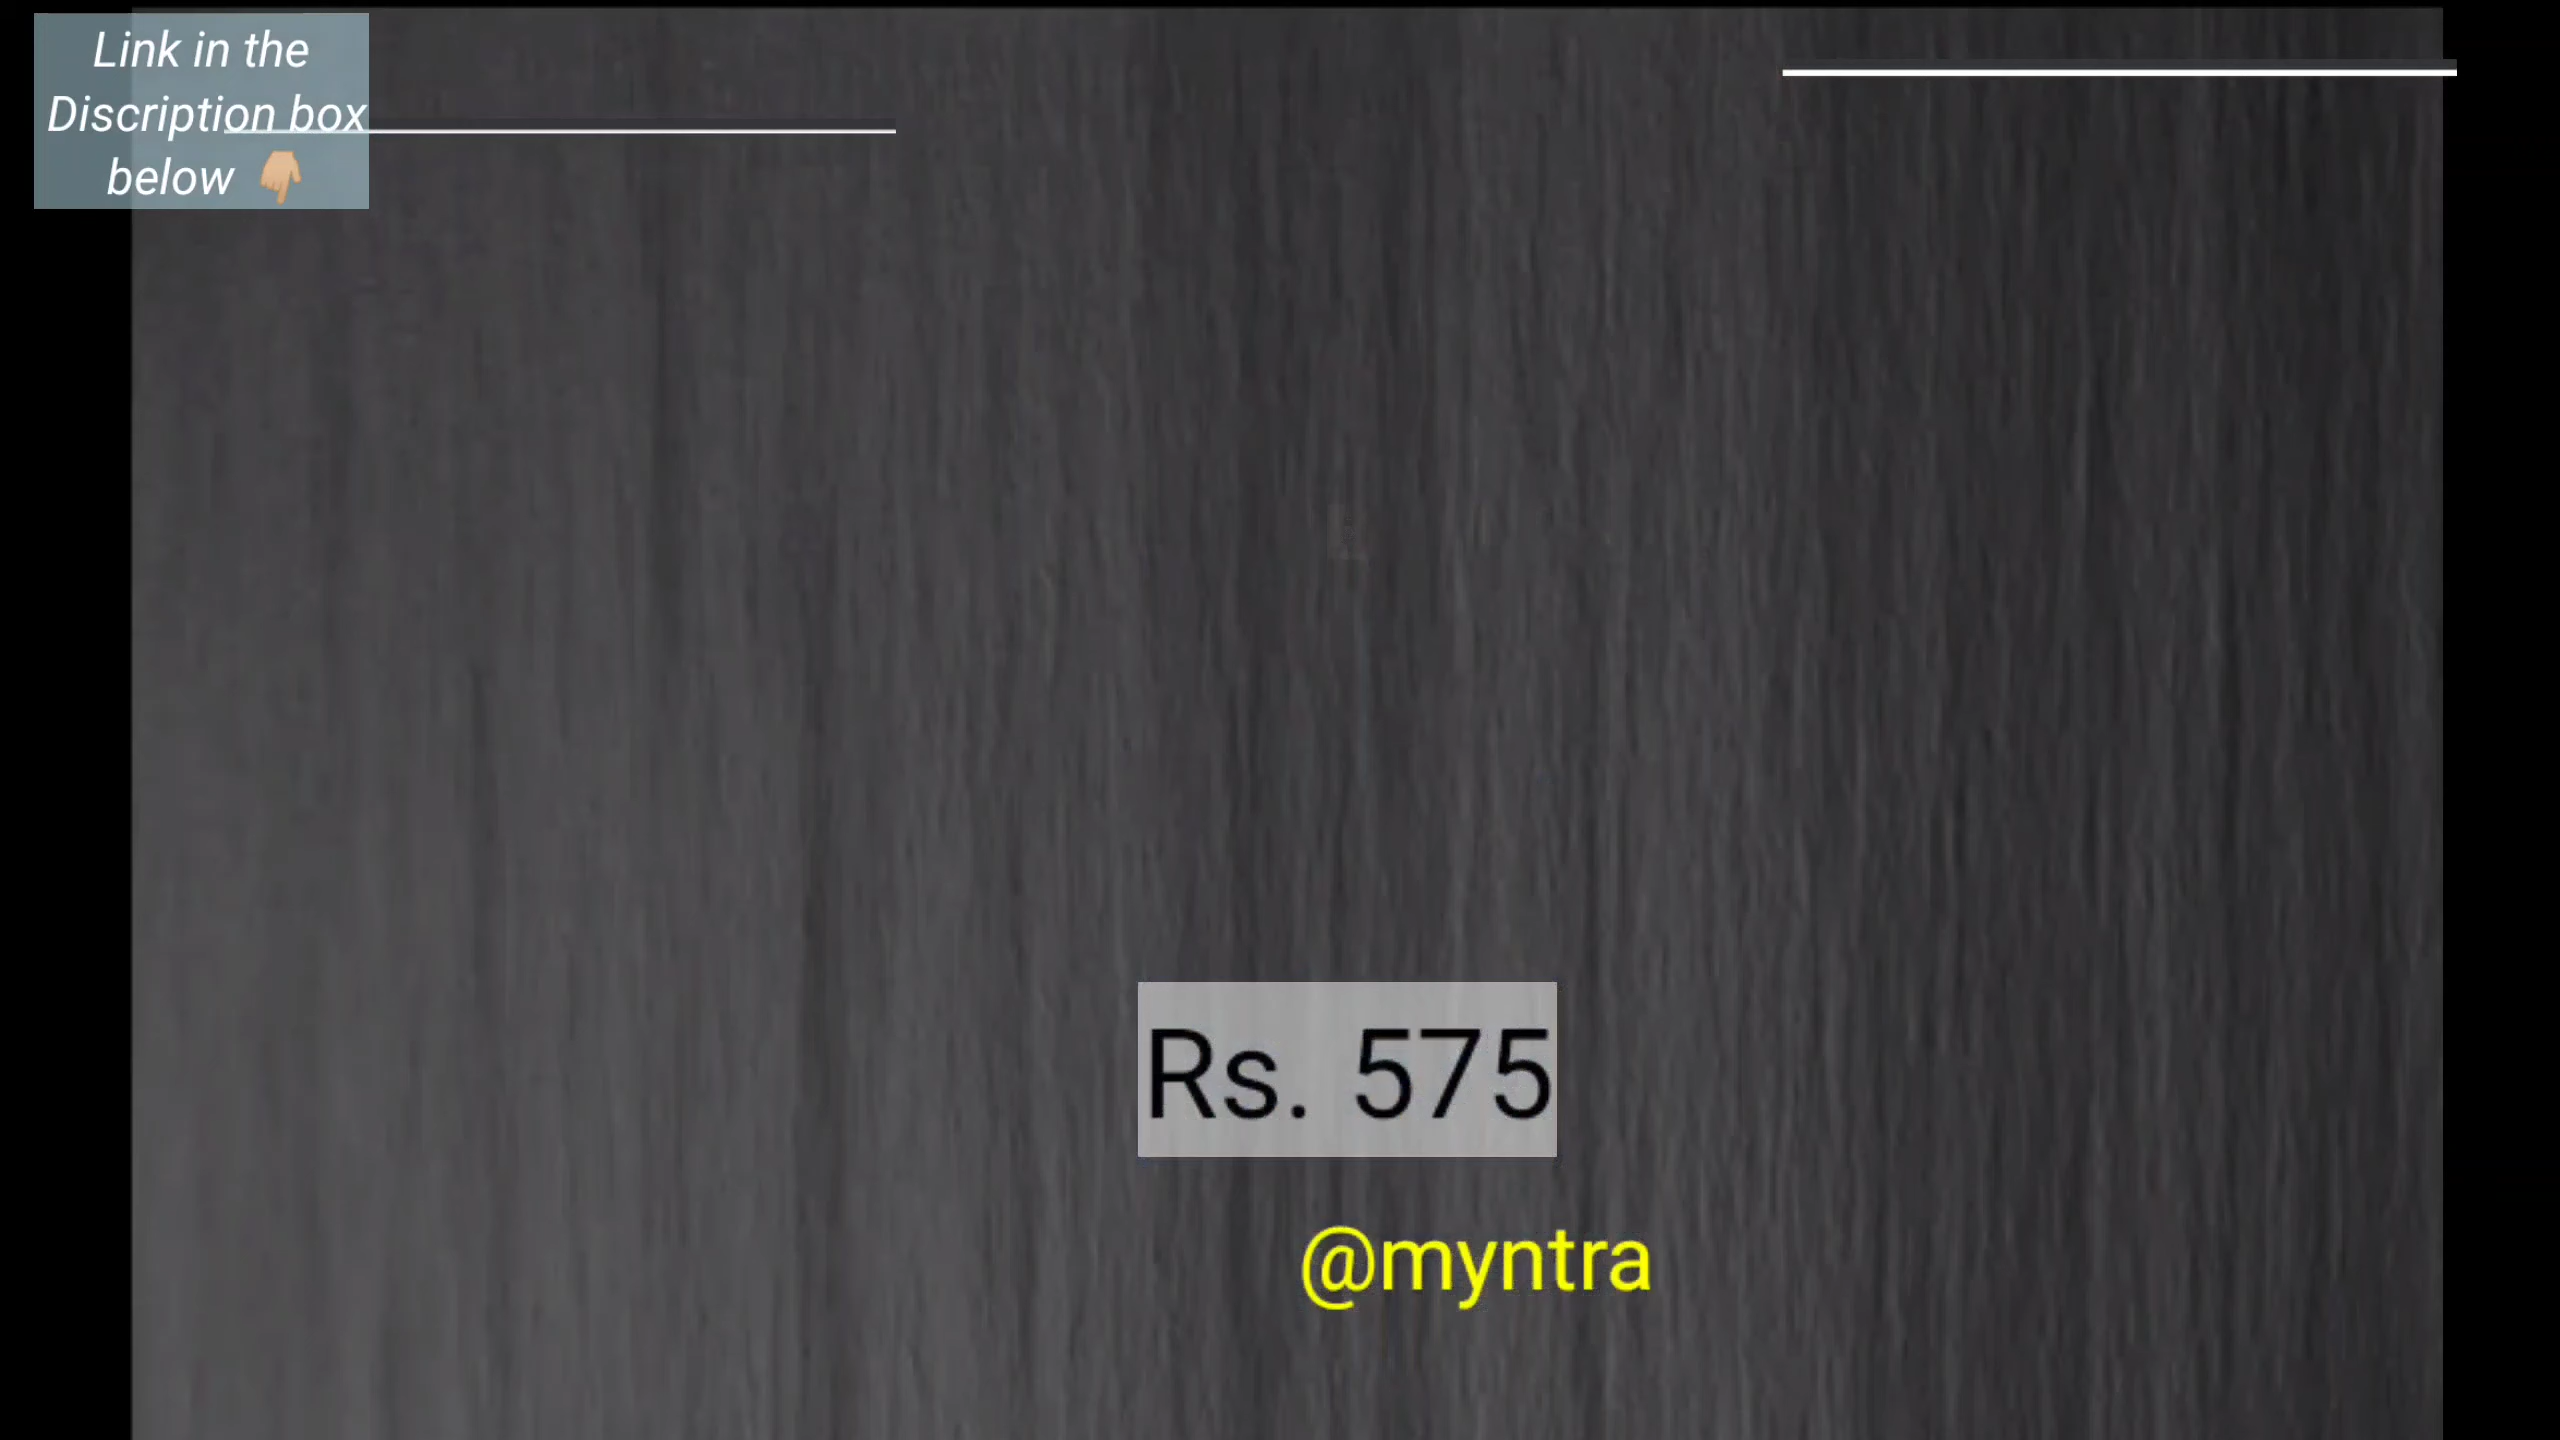 Link in the
Discription box
below 👇🏼
Rs. 575
@myntra